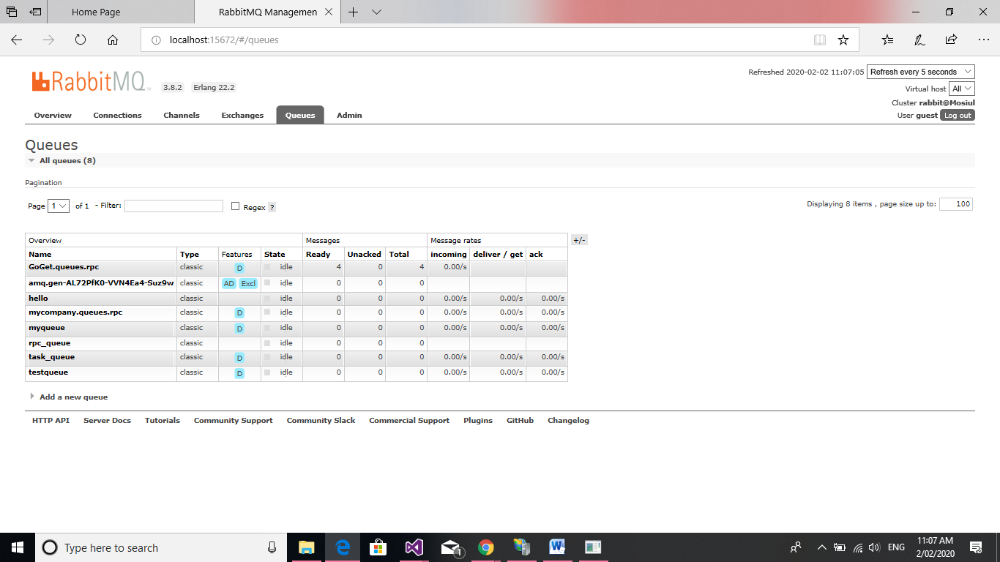 Home Page RabbitMQ Managemen
localhost:15672/#/queues
RabbitMQ 3.8.2 Erlang 22.2
Refreshed 2020-02-02 11:07:05 Refresh every 5 seconds
Virtual host All
Cluster rabbit@Mosiul
User guest Log out
Overview Connections Channels Exchanges Queues Admin
Queues
All queues (8)
Pagination
Page 1 of 1 - Filter: Regex ?
Displaying 8 items , page size up to: 100
Overview Messages Message rates +/-
Name Type Features State Ready Unacked Total incoming deliver / get ack
GoGet.queues.rpc classic D idle 4 0 4 0.00/s
amq.gen-AL72PfK0-VVN4Ea4-Suz9w classic AD Excl idle 0 0 0
hello classic idle 0 0 0 0.00/s 0.00/s 0.00/s
mycompany.queues.rpc classic D idle 0 0 0 0.00/s 0.00/s 0.00/s
myqueue classic D idle 0 0 0 0.00/s 0.00/s 0.00/s
rpc_queue classic idle 0 0 0
task_queue classic D idle 0 0 0 0.00/s 0.00/s 0.00/s
testqueue classic D idle 0 0 0 0.00/s 0.00/s 0.00/s
Add a new queue
HTTP API Server Docs Tutorials Community Support Community Slack Commercial Support Plugins GitHub Changelog
Type here to search
1
W
ENG
11:07 AM
2/02/2020